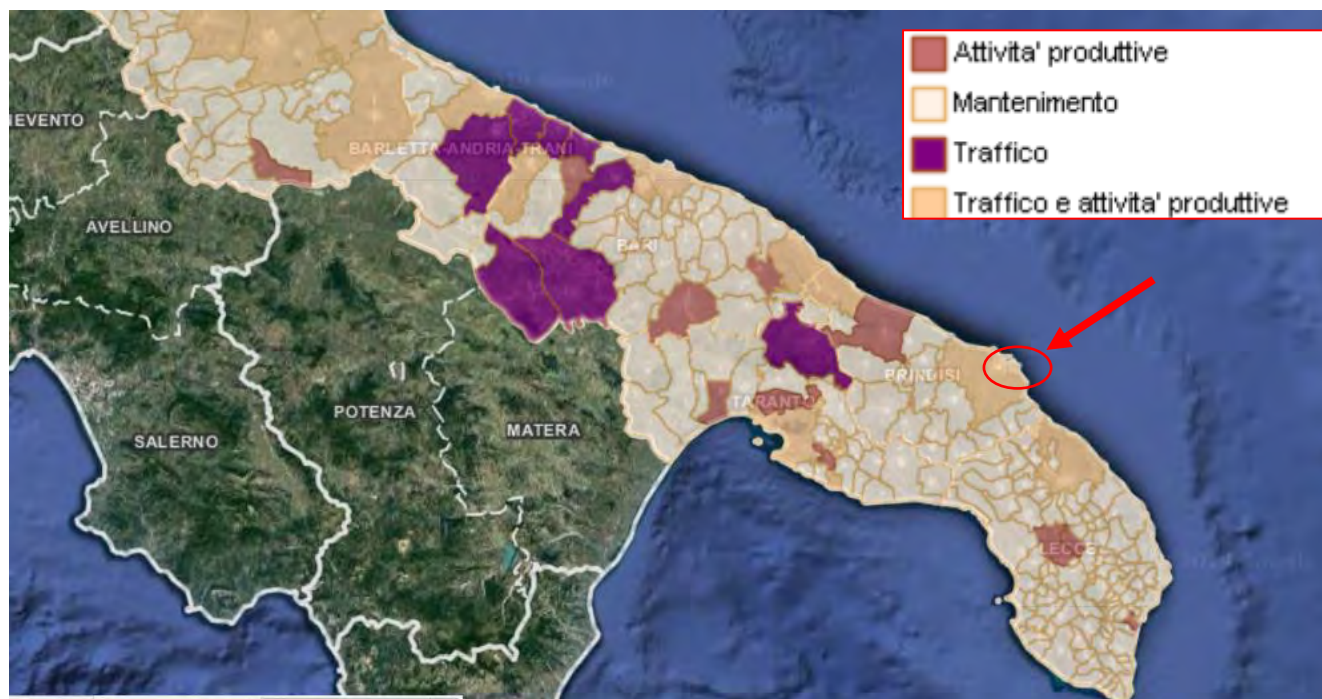 Attivita' produttive
Mantenimento
Traffico
Traffico e attivita' produttive
IEVENTO
BARLETTA-ANDRIA-TRANI
AVELLINO
BARI
POTENZA
MATERA
SALERNO
BRINDISI
TARANTO
LECCE